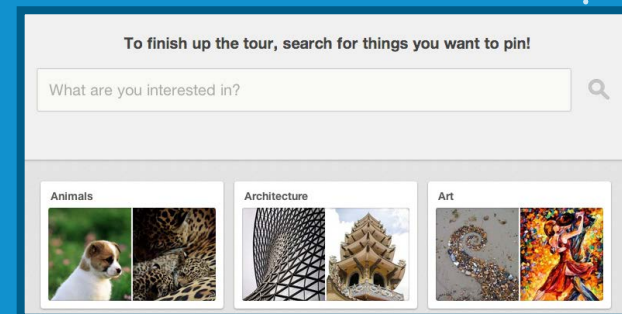 To finish up the tour, search for things you want to pin!
What are you interested in?
Animals
Architecture
Art